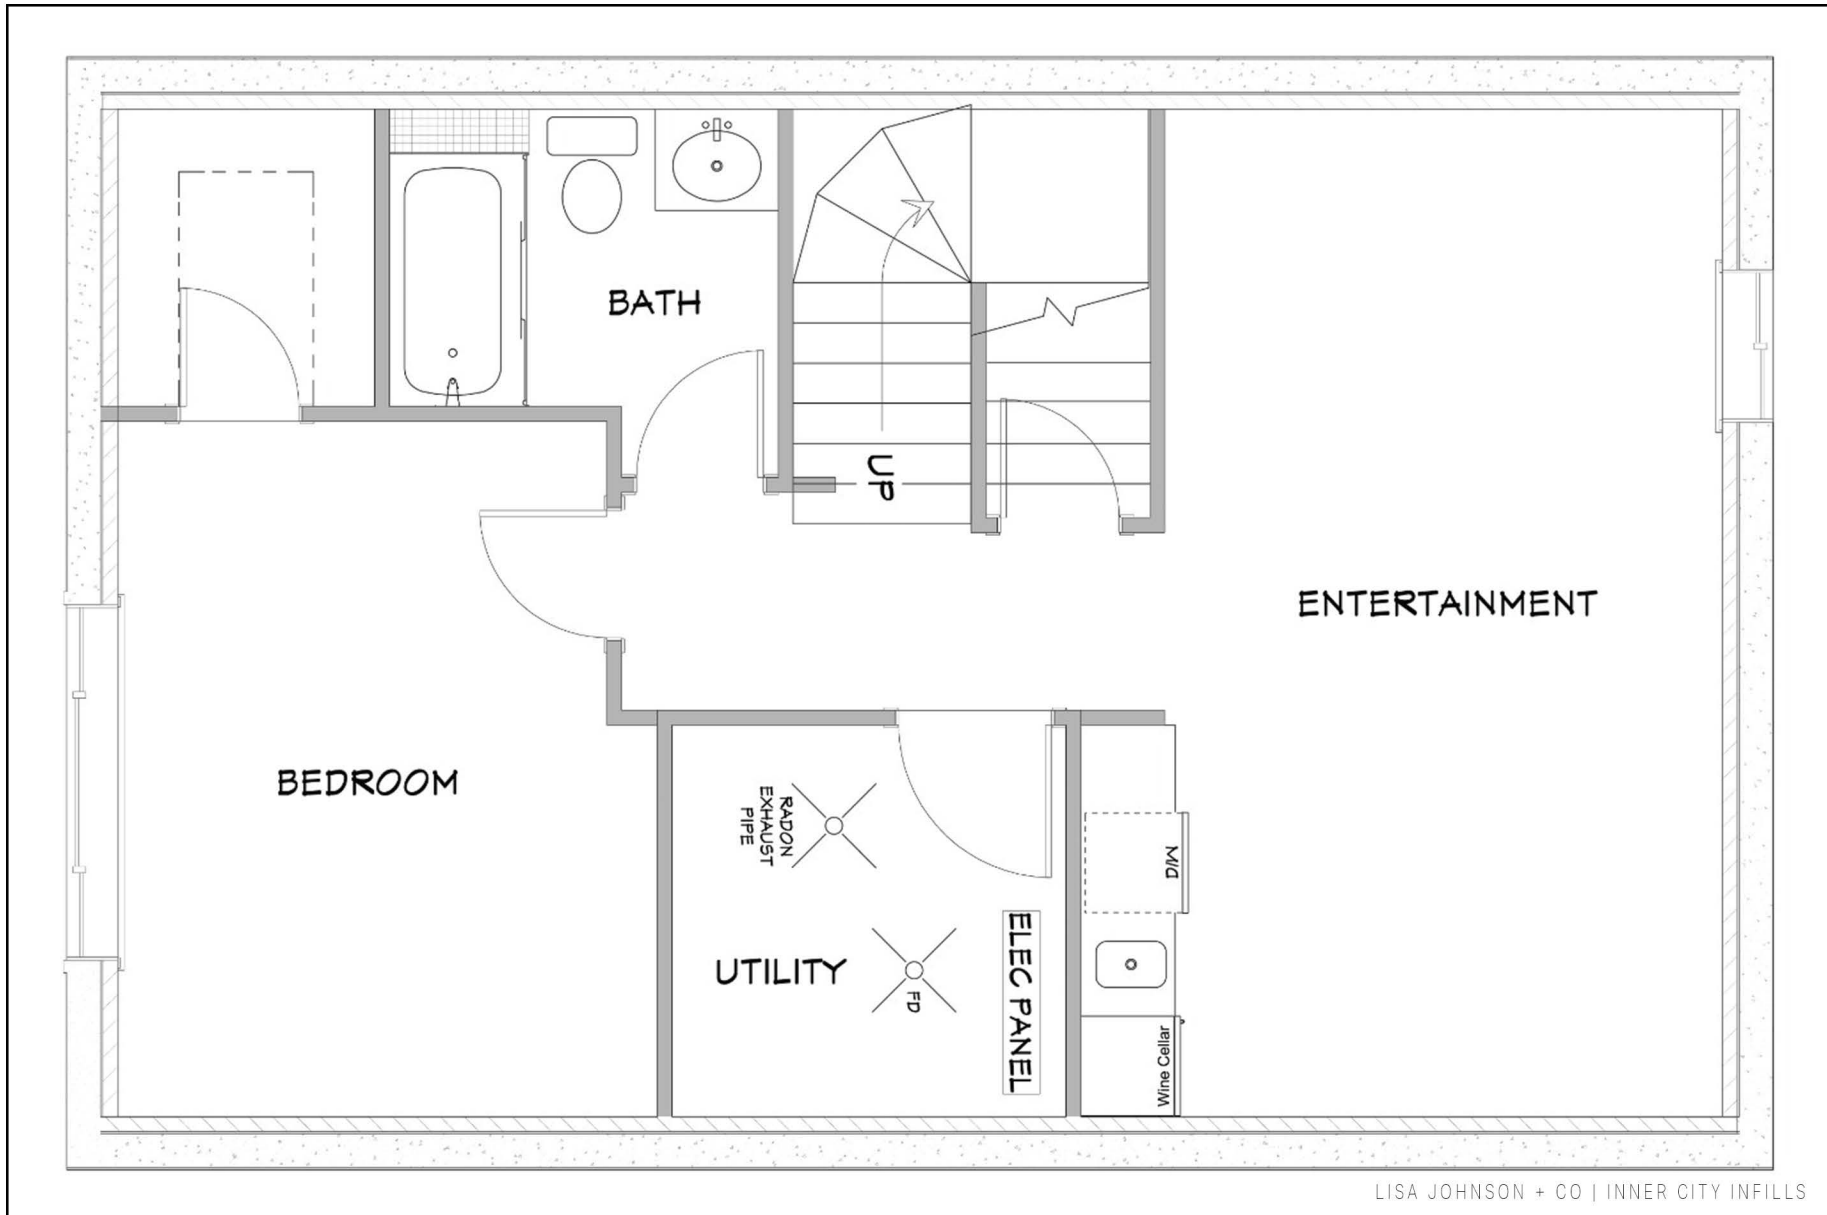 BATH
UP
ENTERTAINMENT
BEDROOM
RADON
EXHAUST
PIPE
D/W
ELEC PANEL
UTILITY
FD
Wine Cellar
LISA JOHNSON + CO | INNER CITY INFILLS